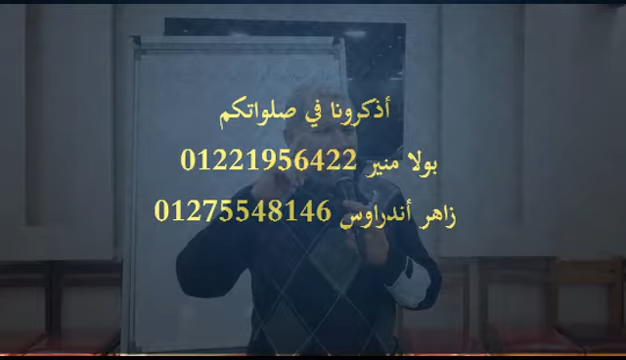 أذكرونا في صلواتكم
بولا منير 01221956422
زاهر أندراوس 01275548146